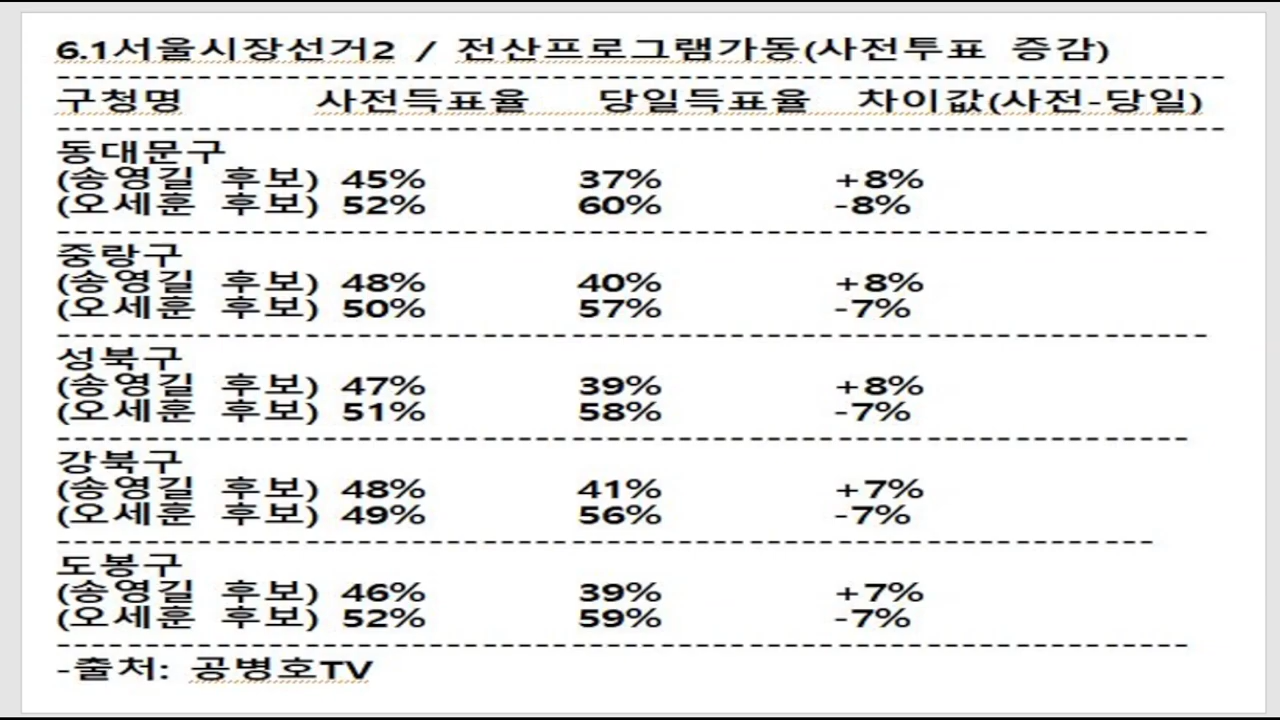 6.1서울시장선거2 / 전산프로그램가동(사전투표 증감)
-------------------------------------------------------------------
구청명 사전득표율 당일득표율 차이값(사전-당일)
-------------------------------------------------------------------
동대문구
(송영길 후보) 45% 37% +8%
(오세훈 후보) 52% 60% -8%
------------------------------------------------------------------
중랑구
(송영길 후보) 48% 40% +8%
(오세훈 후보) 50% 57% -7%
------------------------------------------------------------------
성북구
(송영길 후보) 47% 39% +8%
(오세훈 후보) 51% 58% -7%
-----------------------------------------------------------------
강북구
(송영길 후보) 48% 41% +7%
(오세훈 후보) 49% 56% -7%
---------------------------------------------------------------
도봉구
(송영길 후보) 46% 39% +7%
(오세훈 후보) 52% 59% -7%
-----------------------------------------------------------------
-출처: 공병호TV